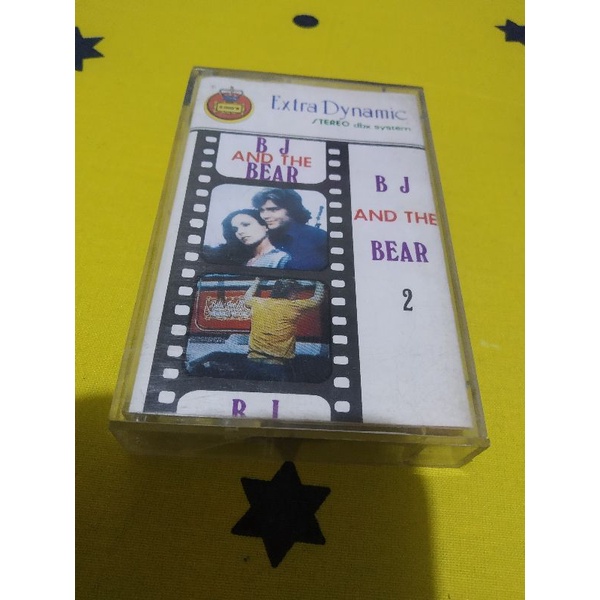 Extra Dynamic
STEREO dbx system
B J
AND THE
BEAR
B J
AND THE
BEAR
2
B J